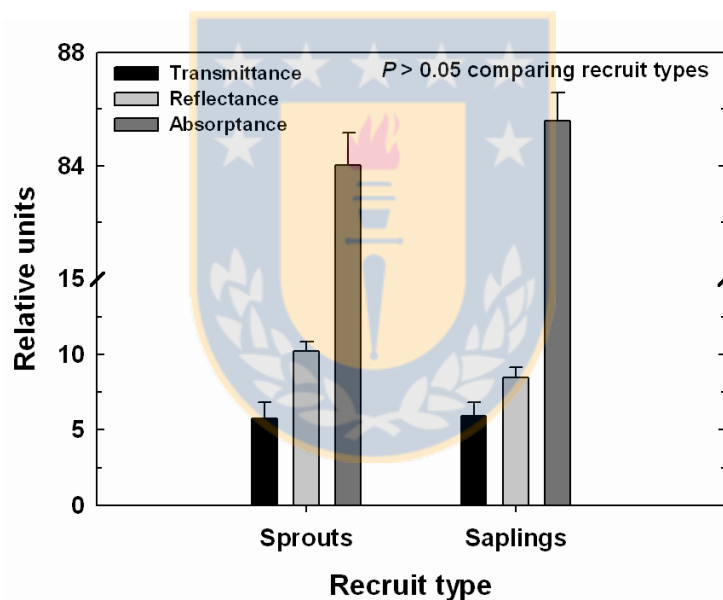 88
Transmittance
P > 0.05 comparing recruit types
Reflectance
Absorptance
84
Relative units
15
10
5
0
Sprouts
Saplings
Recruit type